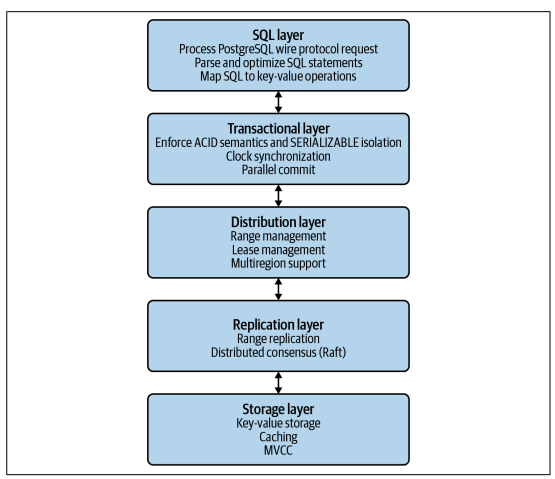 SQL layer
Process PostgreSQL wire protocol request
Parse and optimize SQL statements
Map SQL to key-value operations
Transactional layer
Enforce ACID semantics and SERIALIZABLE isolation
Clock synchronization
Parallel commit
Distribution layer
Range management
Lease management
Multiregion support
Replication layer
Range replication
Distributed consensus (Raft)
Storage layer
Key-value storage
Caching
MVCC